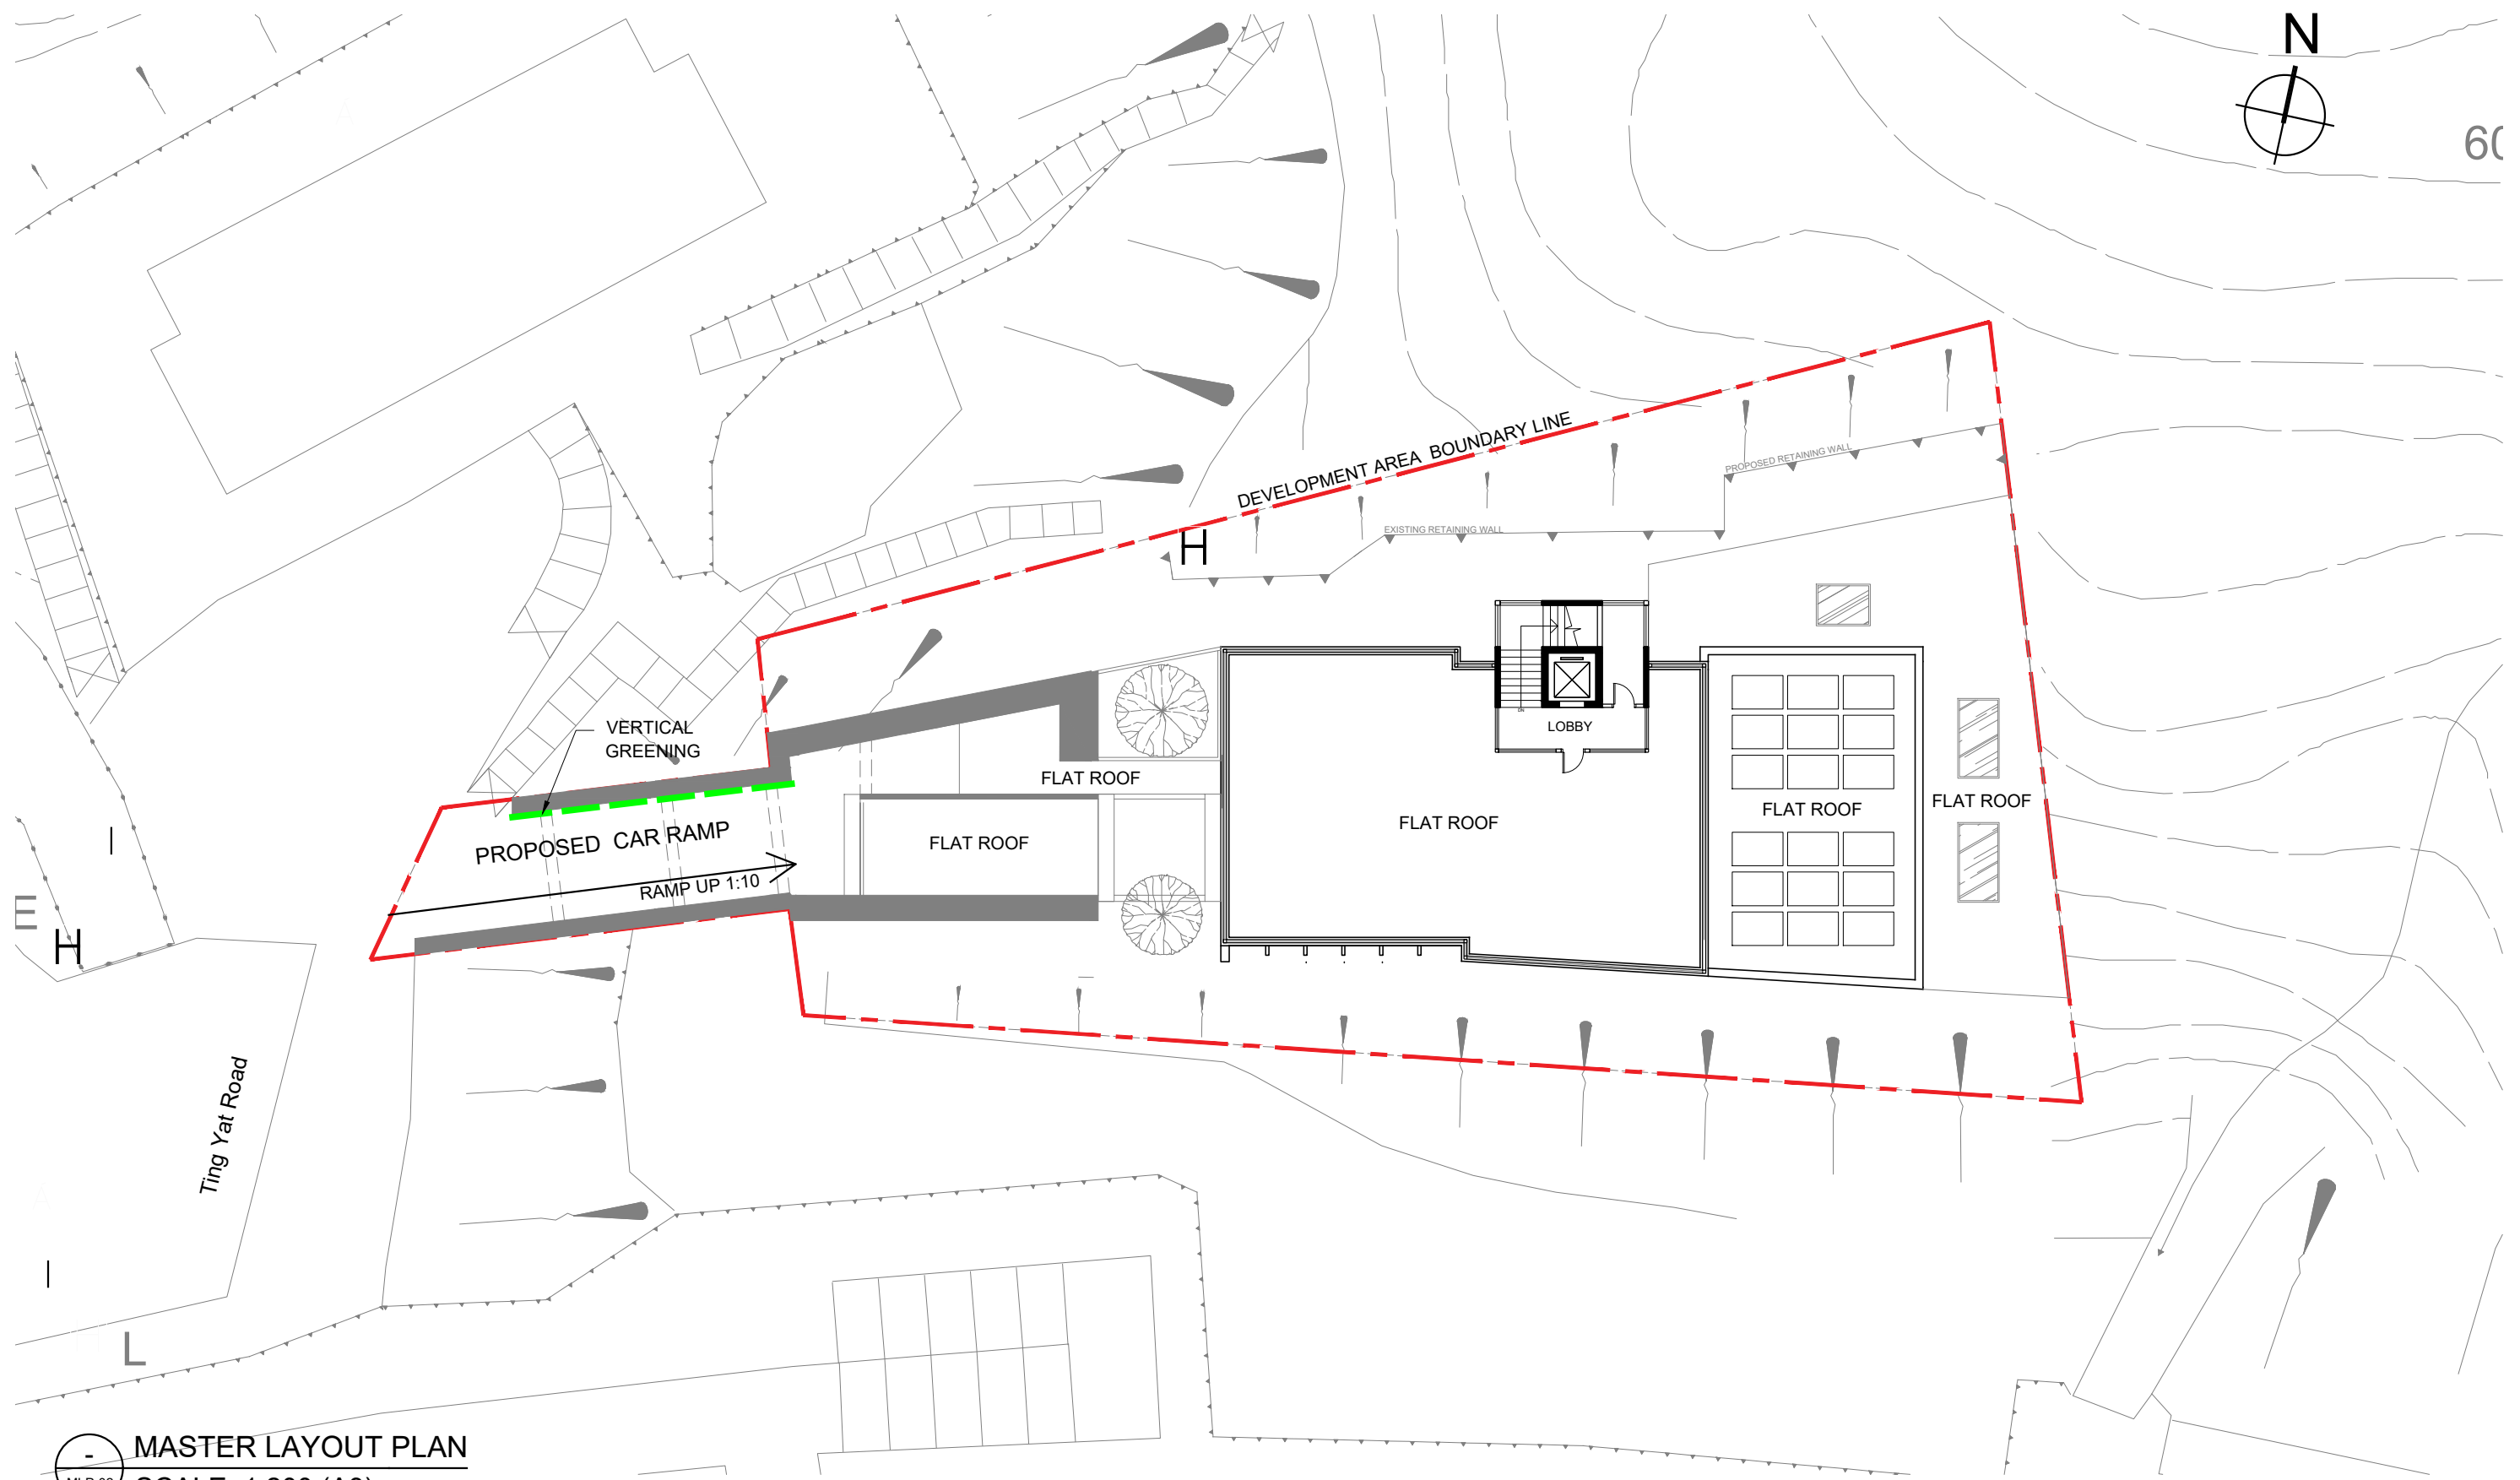 N
60
DEVELOPMENT AREA BOUNDARY LINE
PROPOSED RETAINING WALL
EXISTING RETAINING WALL
H
VERTICAL
GREENING
LOBBY
DN
FLAT ROOF
FLAT ROOF
FLAT ROOF
FLAT ROOF
FLAT ROOF
PROPOSED CAR RAMP
RAMP UP 1:10
E
H
Ting Yat Road
L
-
MASTER LAYOUT PLAN